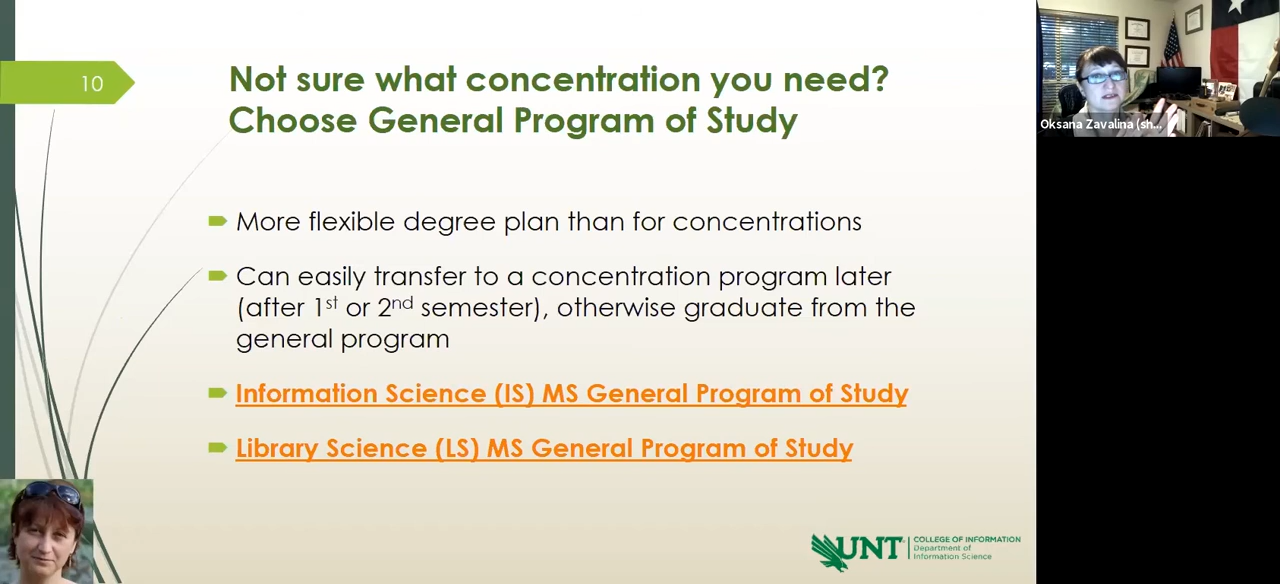 10
Not sure what concentration you need?
Choose General Program of Study
More flexible degree plan than for concentrations
Can easily transfer to a concentration program later
(after 1st or 2nd semester), otherwise graduate from the
general program
Information Science (IS) MS General Program of Study
Library Science (LS) MS General Program of Study
UNT
COLLEGE OF INFORMATION
Department of
Information Science
Oksana Zavalina (sh...